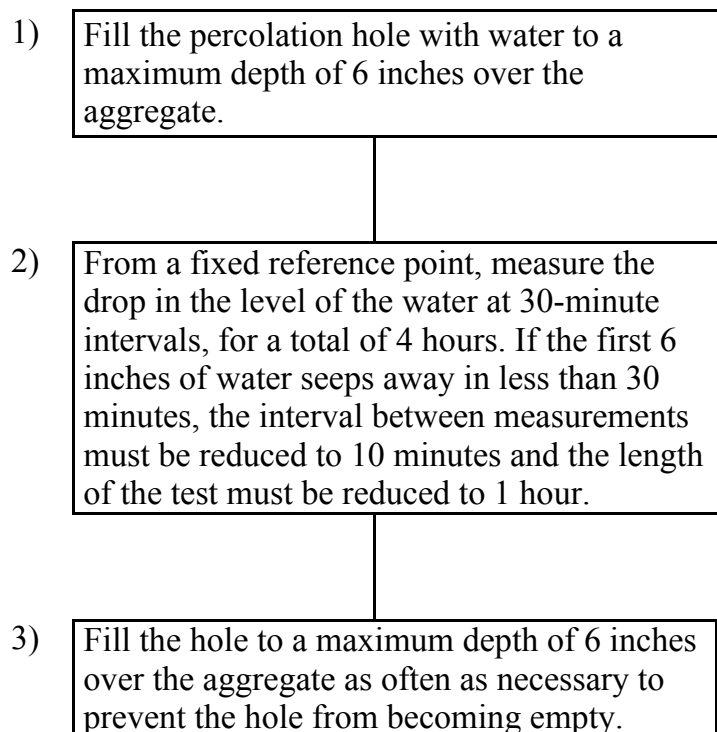 1) Fill the percolation hole with water to a
maximum depth of 6 inches over the
aggregate.
2) From a fixed reference point, measure the
drop in the level of the water at 30-minute
intervals, for a total of 4 hours. If the first 6
inches of water seeps away in less than 30
minutes, the interval between measurements
must be reduced to 10 minutes and the length
of the test must be reduced to 1 hour.
3) Fill the hole to a maximum depth of 6 inches
over the aggregate as often as necessary to
prevent the hole from becoming empty.